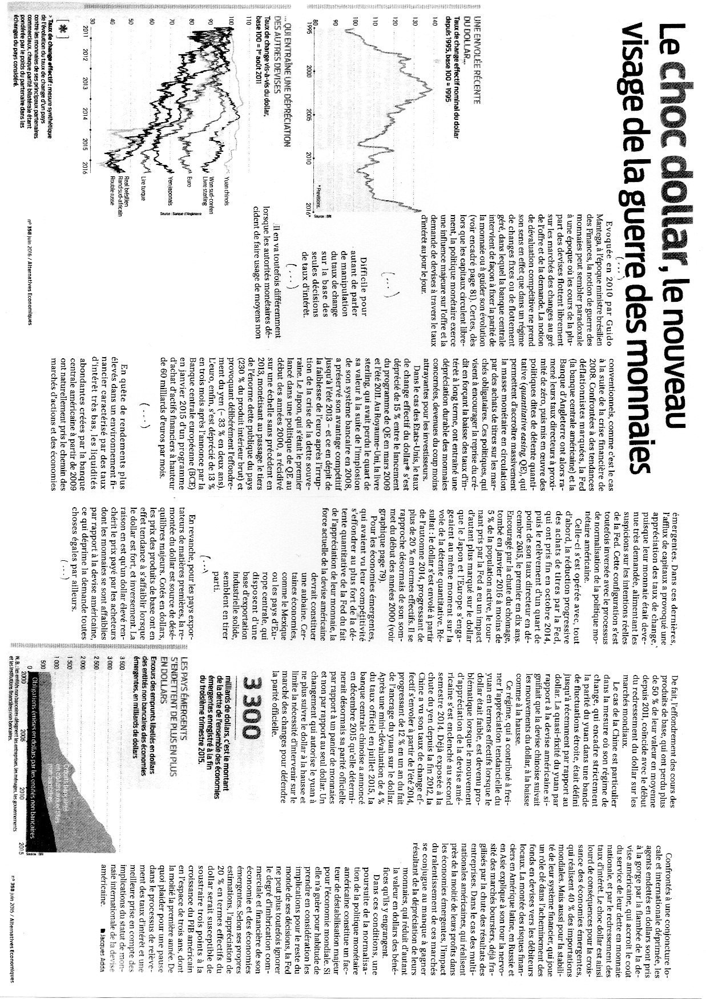 Le choc dollar, le nouveau
visage de la guerre des monnaies
UNE ENVOLÉE RÉCENTE
DU DOLLAR...
Taux de change effectif nominal du dollar
depuis 1995, base 100 = 1995
140
130
120
110
100
90
80
1995
2000
2005
2010
2016*
* Prévisions.
Source : BRI
... QUI ENTRAÎNE UNE DÉPRÉCIATION
DES AUTRES DEVISES
Taux de change vis-à-vis du dollar,
base 100 = 1er août 2011
110
100
90
80
70
60
50
40
30
2011
2012
2013
2014
2015
2016
Yuan chinois
Won sud-coréen
Livre sterling
Euro
Yen japonais
Lire turque
Real brésilien
Rand sud-africain
Rouble russe
Source : Banque d'Angleterre
[*]
> Taux de change effectif : mesure synthétique
de l'évolution du taux de change d'un pays
contre les monnaies de ses principaux partenaires
commerciaux, chaque parité bilatérale étant
pondérée par le poids du partenaire dans les
échanges du pays considéré.
(...)
Evoquée en 2010 par Guido
Mantega, à l'époque ministre brésilien
des Finances, la notion de guerre des
monnaies peut sembler paradoxale
à une époque où les cours de la plu-
part des devises flottent librement
sur les marchés des changes au gré
de l'offre et de la demande. La notion
de dévaluation compétitive ne prend
son sens en effet que dans un régime
de changes fixes ou de flottement
géré, dans lequel la banque centrale
intervient de façon à fixer la parité de
la monnaie ou à guider son évolution
(voir encadré page 81). Certes, dès
lors que les capitaux circulent libre-
ment, la politique monétaire exerce
une influence majeure sur l'offre et la
demande de devises à travers le taux
d'intérêt au jour le jour.
(...)
Difficile pour
autant de parler
de manipulation
du taux de change
sur la base des
seules décisions
de taux d'intérêt.
(...)
Il en va toutefois différemment
lorsque les autorités monétaires dé-
cident de faire usage de moyens non
n° 358 juin 2016 / Alternatives Economiques
conventionnels, comme c'est le cas
à la suite de la crise financière de
2008. Confrontées à des tendances
déflationnistes marquées, la Fed
(la banque centrale américaine) et la
Banque d'Angleterre ont alors ra-
mené leurs taux directeurs à proxi-
mité de zéro, puis mis en œuvre des
politiques dites de détente quanti-
tative (quantitative easing, QE), qui
permettent d'accroître massivement
la masse monétaire en circulation
par des achats de titres sur les mar-
chés obligataires. Ces politiques, qui
visent à encourager la reprise du cré-
dit en forçant la baisse des taux d'in-
térêt à long terme, ont entraîné une
dépréciation durable des monnaies
concernées, devenues du coup moins
attrayantes pour les investisseurs.
Dans le cas des Etats-Unis, le taux
de change effectif du dollar* s'est
déprécié de 15 % entre le lancement
du programme de QE en mars 2009
et l'été 2011. Au Royaume-Uni, la livre
sterling, qui avait perdu le quart de
sa valeur à la suite de l'implosion
de son système bancaire en 2008,
a préservé son avantage compétitif
jusqu'à l'été 2013 – et ce en dépit de
la faiblesse de l'euro après l'irrup-
tion de la crise de la dette souve-
raine. Le Japon, qui s'était le premier
lancé dans une politique de QE au
début des années 2000, a récidivé
sur une échelle sans précédent en
2013, monétisant au passage le tiers
de l'énorme dette publique du pays
(230 % du produit intérieur brut) et
provoquant délibérément l'effondre-
ment du yen (– 33 % en deux ans).
L'euro, enfin, s'est déprécié de 13 %
en trois mois après l'annonce par la
Banque centrale européenne (BCE)
en janvier 2015 d'un programme
d'achat d'actifs financiers à hauteur
de 60 milliards d'euros par mois.
(...)
En quête de rendements plus
élevés dans un environnement fi-
nancier caractérisé par des taux
d'intérêt très bas, les liquidités
abondantes créées par la banque
centrale américaine à partir de 2009
ont naturellement pris le chemin des
marchés d'actions et des économies
émergentes. Dans ces dernières,
l'afflux de capitaux a provoqué une
appréciation des taux de change,
puisque leur monnaie était deve-
nue très demandée, alimentant les
suspicions sur les intentions réelles
de la Fed. Cette configuration s'est
toutefois inversée avec le processus
de normalisation de la politique mo-
nétaire américaine.
Celle-ci s'est opérée avec, tout
d'abord, la réduction progressive
des achats de titres par la Fed,
qui ont pris fin en octobre 2014,
puis le relèvement d'un quart de
point de son taux directeur en dé-
cembre 2015, le premier en dix ans.
Encouragé par la chute du chômage,
tombé en janvier 2016 à moins de
5 % de la population active, le tour-
nant pris par la Fed a eu un impact
d'autant plus marqué sur le dollar
que le Japon et l'Europe s'enga-
geaient au même moment sur la
voie de la détente quantitative. Ré-
sultat : le dollar s'est envolé à partir
de l'automne 2014, progressant de
plus de 20 % en termes effectifs. Il se
rapproche désormais de son som-
met du début des années 2000 (voir
graphique page 79).
Pour les économies émergentes,
qui avaient vu leur compétitivité
s'effondrer au plus fort de la dé-
tente quantitative de la Fed du fait
de l'appréciation de leur monnaie, la
force actuelle de la devise américaine
devrait constituer
une aubaine. Cer-
taines économies,
comme le Mexique
ou les pays d'Eu-
rope centrale, qui
disposent d'une
base d'exportation
industrielle solide,
semblent en tirer
parti.
(...)
En revanche, pour les pays expor-
tateurs de matières premières, la re-
montée du dollar est source de désé-
quilibres majeurs. Cotés en dollars,
les prix des produits de base ont en
effet tendance à s'affaiblir lorsque
le dollar est fort, et inversement. La
raison en est qu'un dollar élevé ren-
chérit le prix payé par les acheteurs
dont les monnaies se sont affaiblies
par rapport à la devise américaine,
ce qui déprime la demande toutes
choses égales par ailleurs.
(...)
De fait, l'effondrement des cours des
produits de base, qui ont perdu plus
de 50 % de leur valeur en moyenne
depuis 2011, coïncide avec le début
du redressement du dollar sur les
marchés mondiaux.
Le cas de la Chine est particulier
dans la mesure où son régime de
change, qui encadre strictement
la parité du yuan dans une bande
de fluctuations étroite, était défini
jusqu'à récemment par rapport au
dollar. La quasi-fixité du yuan par
rapport à la devise américaine si-
gnifiait que la devise chinoise suivait
les mouvements du dollar, à la baisse
comme à la hausse.
Ce régime, qui a contribué à frei-
ner l'appréciation tendancielle du
yuan en termes effectifs lorsque le
dollar était faible, est devenu pro-
blématique lorsque le mouvement
d'appréciation de la devise amé-
ricaine s'est enclenché au second
semestre 2014. Déjà exposée à la
chute du yen depuis la fin 2012, la
Chine a vu son taux de change ef-
fectif s'envoler à partir de l'été 2014,
progressant de 12 % en un an du fait
de l'ancrage du yuan sur le dollar.
Après une mini-dévaluation de 4 %
du taux officiel en juillet 2015, la
banque centrale chinoise a annoncé
en décembre 2015 qu'elle détermi-
nerait désormais sa parité officielle
par rapport à un panier de monnaies
et non par rapport au seul dollar. Un
changement qui autorise le yuan à
ne plus suivre le dollar à la hausse et
limite la nécessité d'intervenir sur le
marché des changes pour défendre
la parité officielle.
3 300
milliards de dollars, c'est le montant
de la dette de l'ensemble des économies
émergentes enregistré à la fin
du troisième trimestre 2015.
LES PAYS ÉMERGENTS
S'ENDETTENT DE PLUS EN PLUS
EN DOLLARS
Encours des emprunts libellés en dollars
des entités non bancaires des économies
émergentes, en milliards de dollars
3 500
3 000
2 500
2 000
1 500
1 000
500
0
2000
2005
2010
2015
Crédits bancaires
en dollars aux entités
non bancaires
Obligations émises en dollars par les entités non bancaires
Source : BRI
N. B. : les entités non bancaires désignent les entreprises, les ménages, les gouvernements
et les institutions financières non bancaires.
Confrontés à une conjoncture lo-
cale et internationale déprimée, les
agents endettés en dollars sont pris
à la gorge par la flambée de la de-
vise américaine, qui accroît le coût
du service de leur dette en monnaie
nationale, et par le redressement des
taux d'intérêt. Le choc dollar est ainsi
lourd de conséquences pour la crois-
sance des économies émergentes,
qui réalisent 40 % des importations
mondiales. Mais aussi pour la stabili-
té de leur système financier, qui joue
un rôle clé dans l'acheminement des
fonds en devises vers les débiteurs
locaux. La montée des risques finan-
ciers en Amérique latine, en Russie et
en Asie explique à son tour la nervo-
sité des marchés boursiers, déjà fra-
gilisés par la chute des résultats des
entreprises. Dans le cas des multi-
nationales américaines, qui réalisent
près de la moitié de leurs profits dans
les économies émergentes, l'impact
du ralentissement de ces marchés
se conjugue au manque à gagner
résultant de la dépréciation de leurs
monnaies, qui réduit d'autant
la valeur en dollars des béné-
fices qu'ils y engrangent.
Dans ces conditions, une
poursuite de la normalisa-
tion de la politique monétaire
américaine constitue un fac-
teur de déstabilisation majeur
pour l'économie mondiale. Si
elle n'a guère pour habitude de
prendre en considération les
implications pour le reste du
monde de ses décisions, la Fed
ne peut plus toutefois ignorer
le degré d'imbrication com-
merciale et financière de son
économie et des économies
émergentes. Selon ses propres
estimations, l'appréciation de
20 % en termes effectifs du
dollar serait susceptible de
soustraire trois points à la
croissance du PIB américain
en l'espace de trois ans, dont
la moitié la première année. De
quoi plaider pour une pause
dans le processus de relève-
ment des taux d'intérêt et une
meilleure prise en compte des
implications du statut de mon-
naie internationale de la devise
américaine.
■ Jacques Adda
n° 358 juin 2016 / Alternatives Economiques